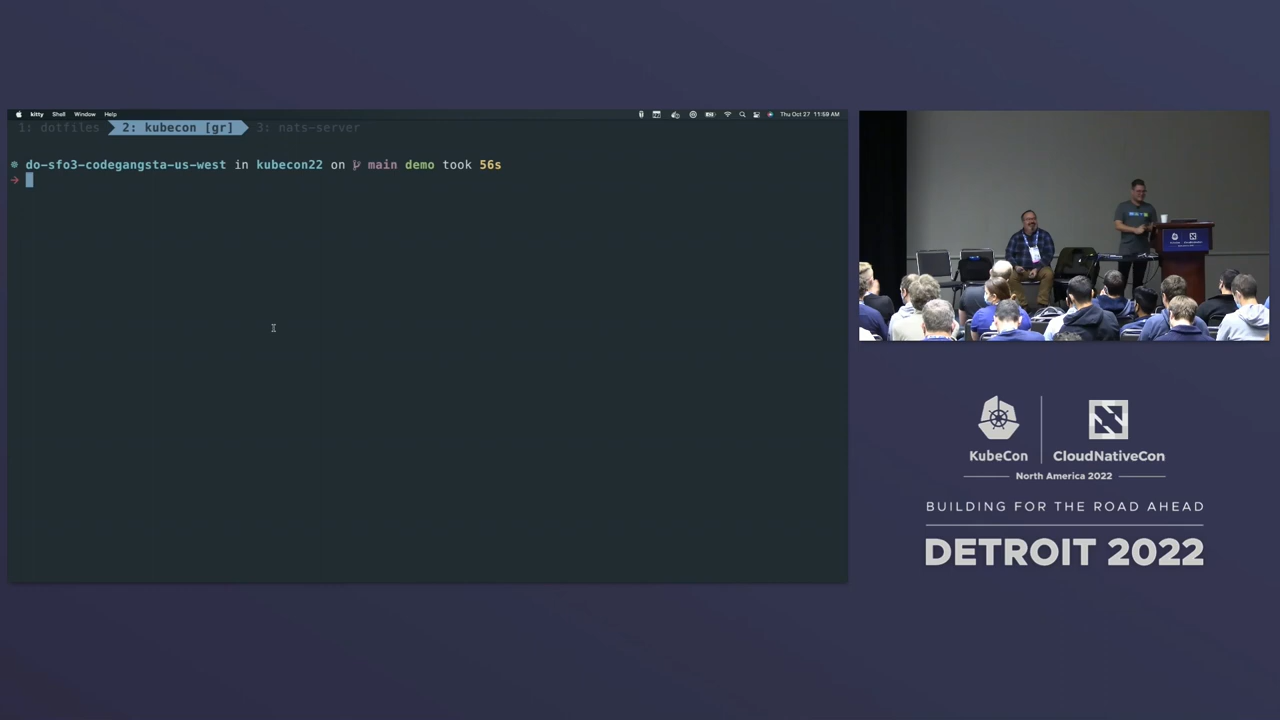 kitty Shell Window Help Thu Oct 27 11:59 AM
1: dotfiles 2: kubecon [gr] 3: nats-server
do-sfo3-codegangsta-us-west in kubecon22 on main demo took 56s
KubeCon CloudNativeCon
North America 2022
BUILDING FOR THE ROAD AHEAD
DETROIT 2022